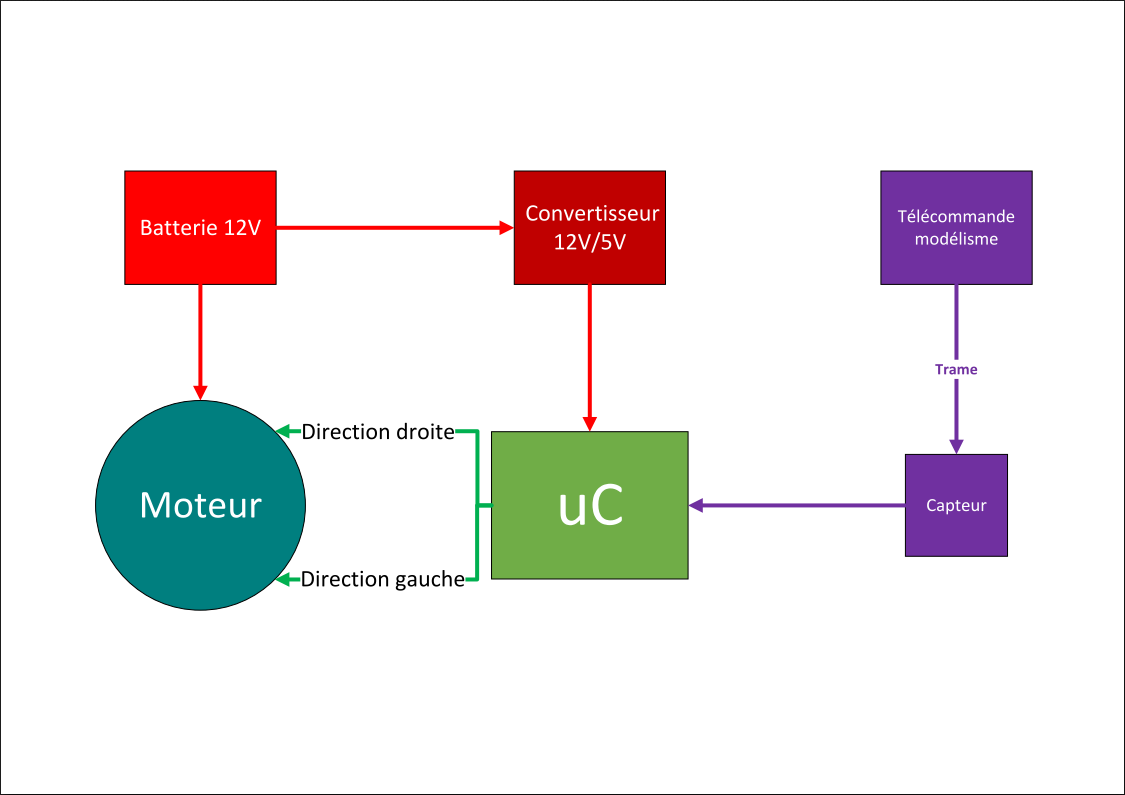 Batterie 12V
Convertisseur
12V/5V
Télécommande
modélisme
Trame
Direction droite
Moteur
uC
Capteur
Direction gauche